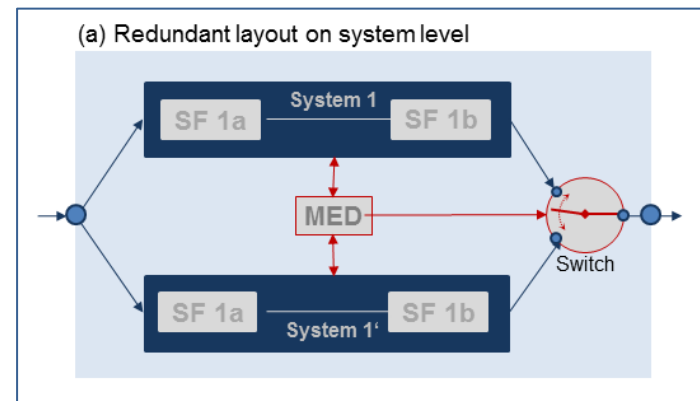 (a) Redundant layout on system level
System 1
SF 1a
SF 1b
MED
Switch
SF 1a
SF 1b
System 1‘